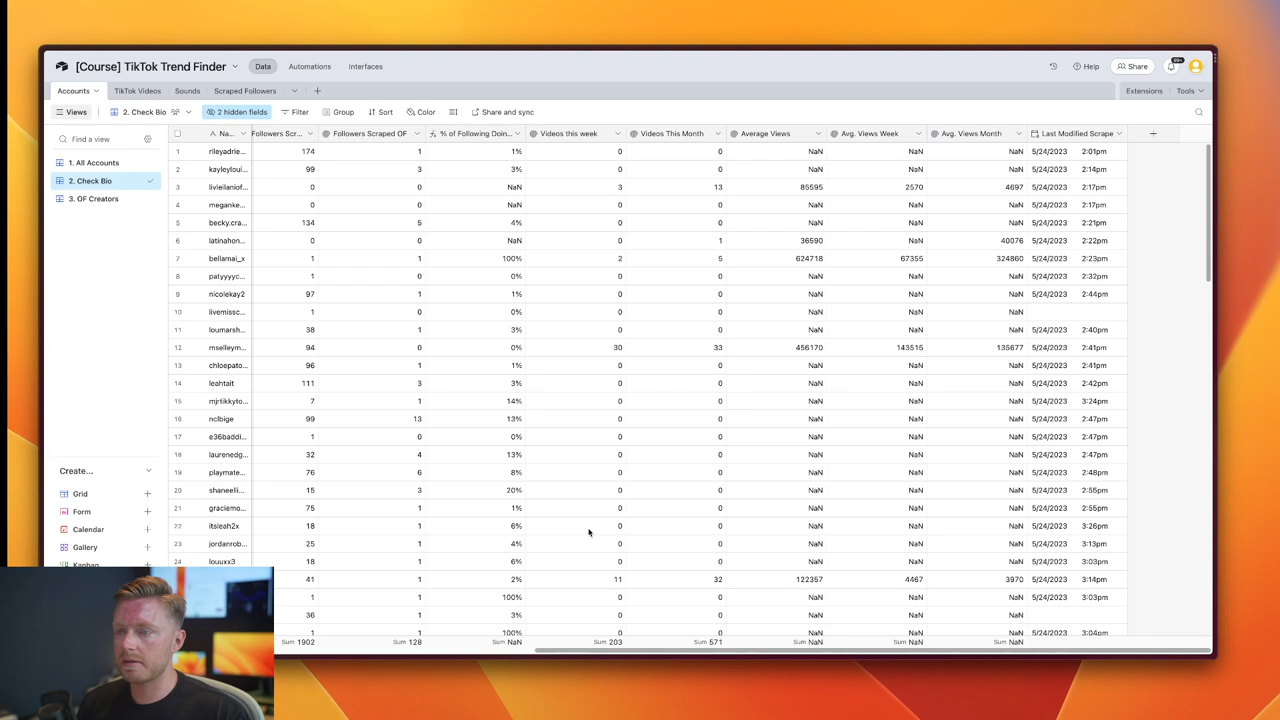 [Course] TikTok Trend Finder Data Automations Interfaces Help Share 99+
Accounts TikTok Videos Sounds Scraped Followers Extensions Tools
Views 2. Check Bio 2 hidden fields Filter Group Sort Color Share and sync
Find a view
1. All Accounts
2. Check Bio
3. OF Creators
Create...
Grid
Form
Calendar
Gallery
Kanban
Na... Followers Scr... Followers Scraped OF % of Following Doin... Videos this week Videos This Month Average Views Avg. Views Week Avg. Views Month Last Modified Scrape
1 rileyadrie... 174 1 1% 0 0 NaN NaN NaN 5/24/2023 2:01pm
2 kayleyloui... 99 3 3% 0 0 NaN NaN NaN 5/24/2023 2:14pm
3 livleilaniof... 0 0 NaN 3 13 85595 2570 4697 5/24/2023 2:17pm
4 meganke... 0 0 NaN 0 0 NaN NaN NaN 5/24/2023 2:17pm
5 becky.cra... 134 5 4% 0 0 NaN NaN NaN 5/24/2023 2:21pm
6 latinahon... 0 0 NaN 0 1 36590 NaN 40076 5/24/2023 2:22pm
7 bellamai_x 1 1 100% 2 5 624718 67355 324860 5/24/2023 2:23pm
8 patyyyyc... 1 0 0% 0 0 NaN NaN NaN 5/24/2023 2:32pm
9 nicolekay2 97 1 1% 0 0 NaN NaN NaN 5/24/2023 2:44pm
10 livemissc... 1 0 0% 0 0 NaN NaN NaN
11 loumarsh... 38 1 3% 0 0 NaN NaN NaN 5/24/2023 2:40pm
12 mselleym... 94 0 0% 30 33 456170 143515 135677 5/24/2023 2:41pm
13 chloepato... 96 1 1% 0 0 NaN NaN NaN 5/24/2023 2:41pm
14 leahtait 111 3 3% 0 0 NaN NaN NaN 5/24/2023 2:42pm
15 mjrtikkyto... 7 1 14% 0 0 NaN NaN NaN 5/24/2023 3:24pm
16 nclbige 99 13 13% 0 0 NaN NaN NaN 5/24/2023 2:47pm
17 e36baddi... 1 0 0% 0 0 NaN NaN NaN 5/24/2023 2:47pm
18 laurenedg... 32 4 13% 0 0 NaN NaN NaN 5/24/2023 2:47pm
19 playmate... 76 6 8% 0 0 NaN NaN NaN 5/24/2023 2:48pm
20 shaneelli... 15 3 20% 0 0 NaN NaN NaN 5/24/2023 2:55pm
21 graciemo... 75 1 1% 0 0 NaN NaN NaN 5/24/2023 2:55pm
22 itsleah2x 18 1 6% 0 0 NaN NaN NaN 5/24/2023 3:26pm
23 jordanrob... 25 1 4% 0 0 NaN NaN NaN 5/24/2023 3:13pm
24 louuxx3 18 1 6% 0 0 NaN NaN NaN 5/24/2023 3:03pm
41 1 2% 11 32 122357 4467 3970 5/24/2023 3:14pm
1 1 100% 0 0 NaN NaN NaN 5/24/2023 3:03pm
36 1 3% 0 0 NaN NaN NaN
1 1 100% 0 0 NaN NaN NaN 5/24/2023 3:04pm
Sum 1902 Sum 128 Sum NaN Sum 203 Sum 571 Sum NaN Sum NaN Sum NaN